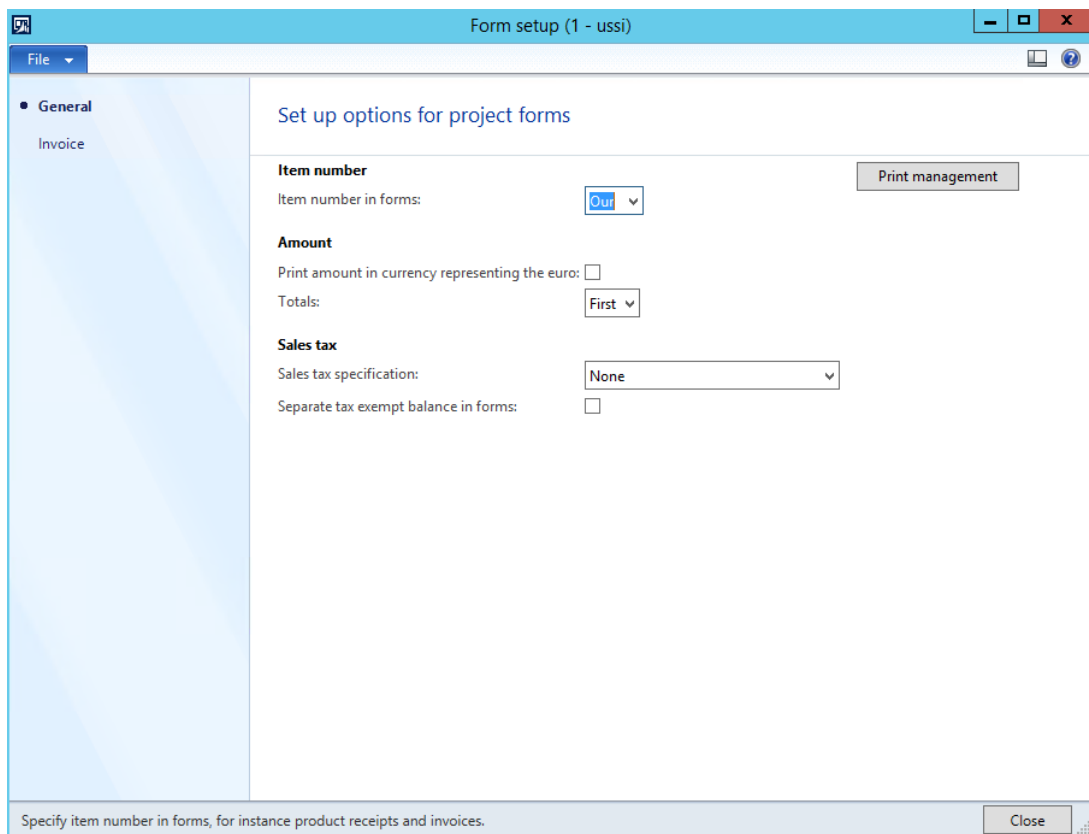 Form setup (1 - ussi)
File
General
Invoice
Set up options for project forms
Item number
Print management
Item number in forms:
Our
Amount
Print amount in currency representing the euro:
Totals:
First
Sales tax
Sales tax specification:
None
Separate tax exempt balance in forms:
Specify item number in forms, for instance product receipts and invoices.
Close